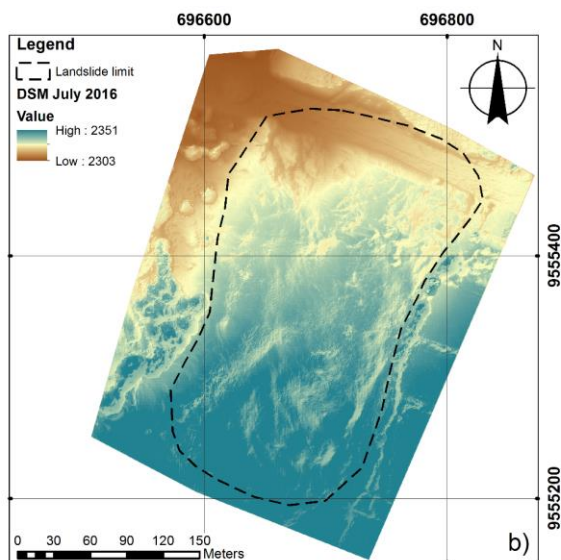 696600 696800
Legend
Landslide limit
DSM July 2016
Value
High : 2351
Low : 2303
N
9555400
9555200
0 30 60 90 120 150
Meters
b)